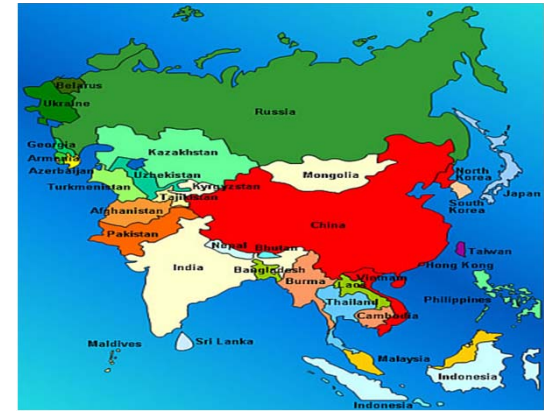 Belarus
Ukraine
Russia
Georgia
Armenia
Azerbaijan
Kazakhstan
Uzbekistan
Turkmenistan
Kyrgyzstan
Tajikistan
Mongolia
North
Korea
South
Korea
Japan
Afghanistan
Pakistan
China
Nepal
Bhutan
Taiwan
Hong Kong
India
Bangladesh
Burma
Vietnam
Laos
Thailand
Cambodia
Philippines
Maldives
Sri Lanka
Malaysia
Indonesia
Indonesia